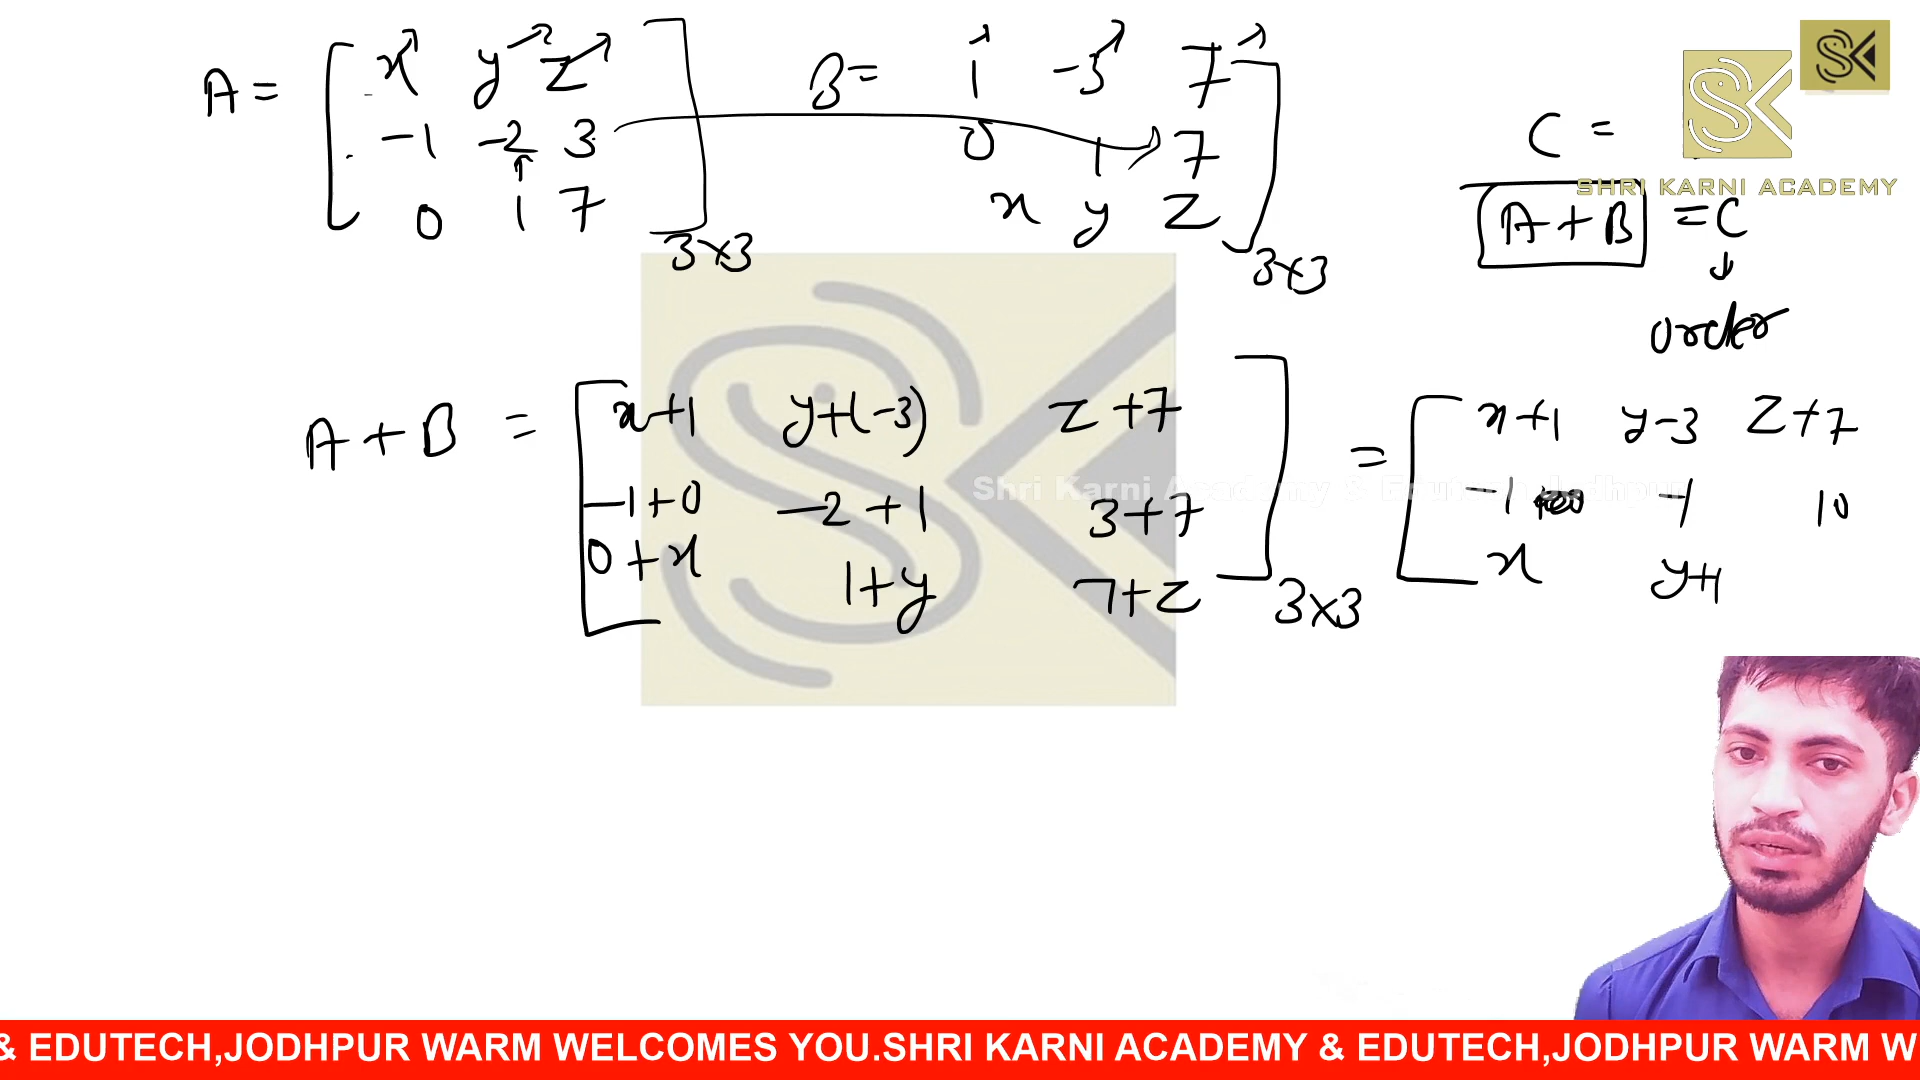 A = [ x y z B = 1 -3 7 ]
-1 -2 3 0 1 7
0 1 7 ] 3×3 x y z ] 3×3
C =
SHRI KARNI ACADEMY
A + B = C
↓
order
A + B = [ x+1 y+(-3) z+7 = [ x+1 y-3 z+7
-1+0 -2+1 3+7 -1 -1 10
0+x 1+y 7+z ] 3×3 x y+1
Shri Karni Academy & Edutech Jodhpur
& EDUTECH,JODHPUR WARM WELCOMES YOU.SHRI KARNI ACADEMY & EDUTECH,JODHPUR WARM W